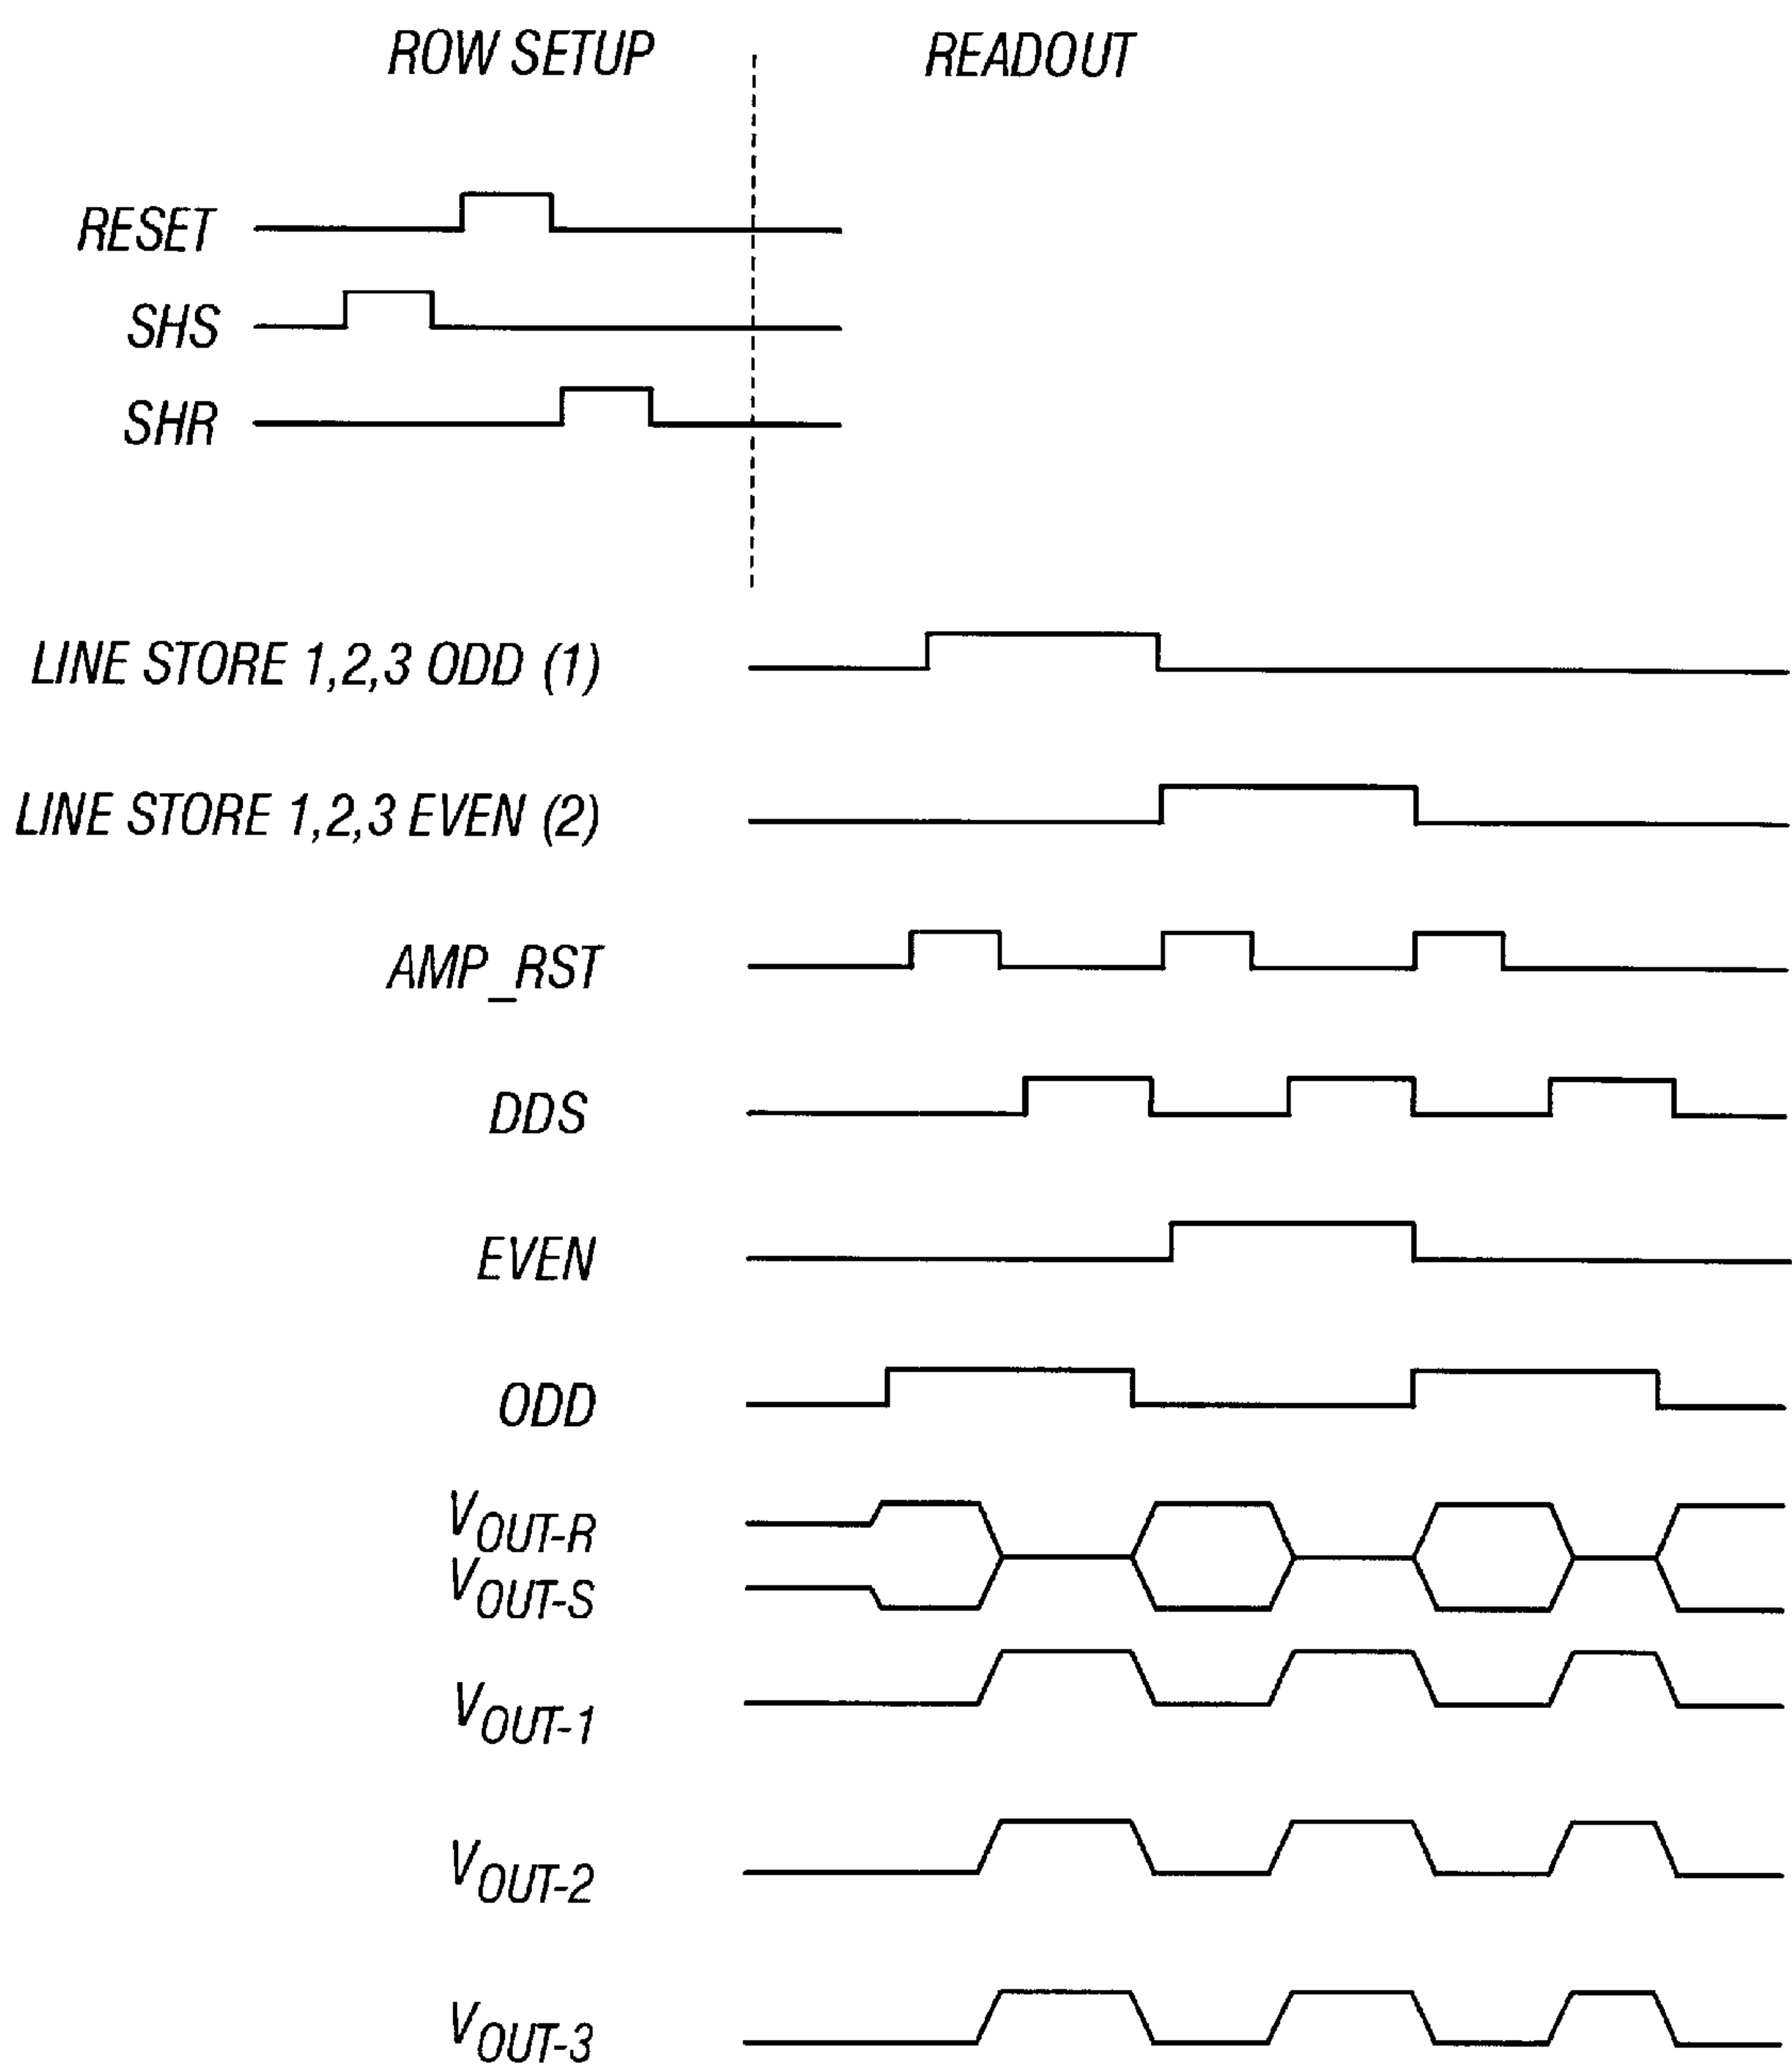 ROW SETUP READOUT
RESET
SHS
SHR
LINE STORE 1,2,3 ODD (1)
LINE STORE 1,2,3 EVEN (2)
AMP_RST
DDS
EVEN
ODD
VOUT-R
VOUT-S
VOUT-1
VOUT-2
VOUT-3